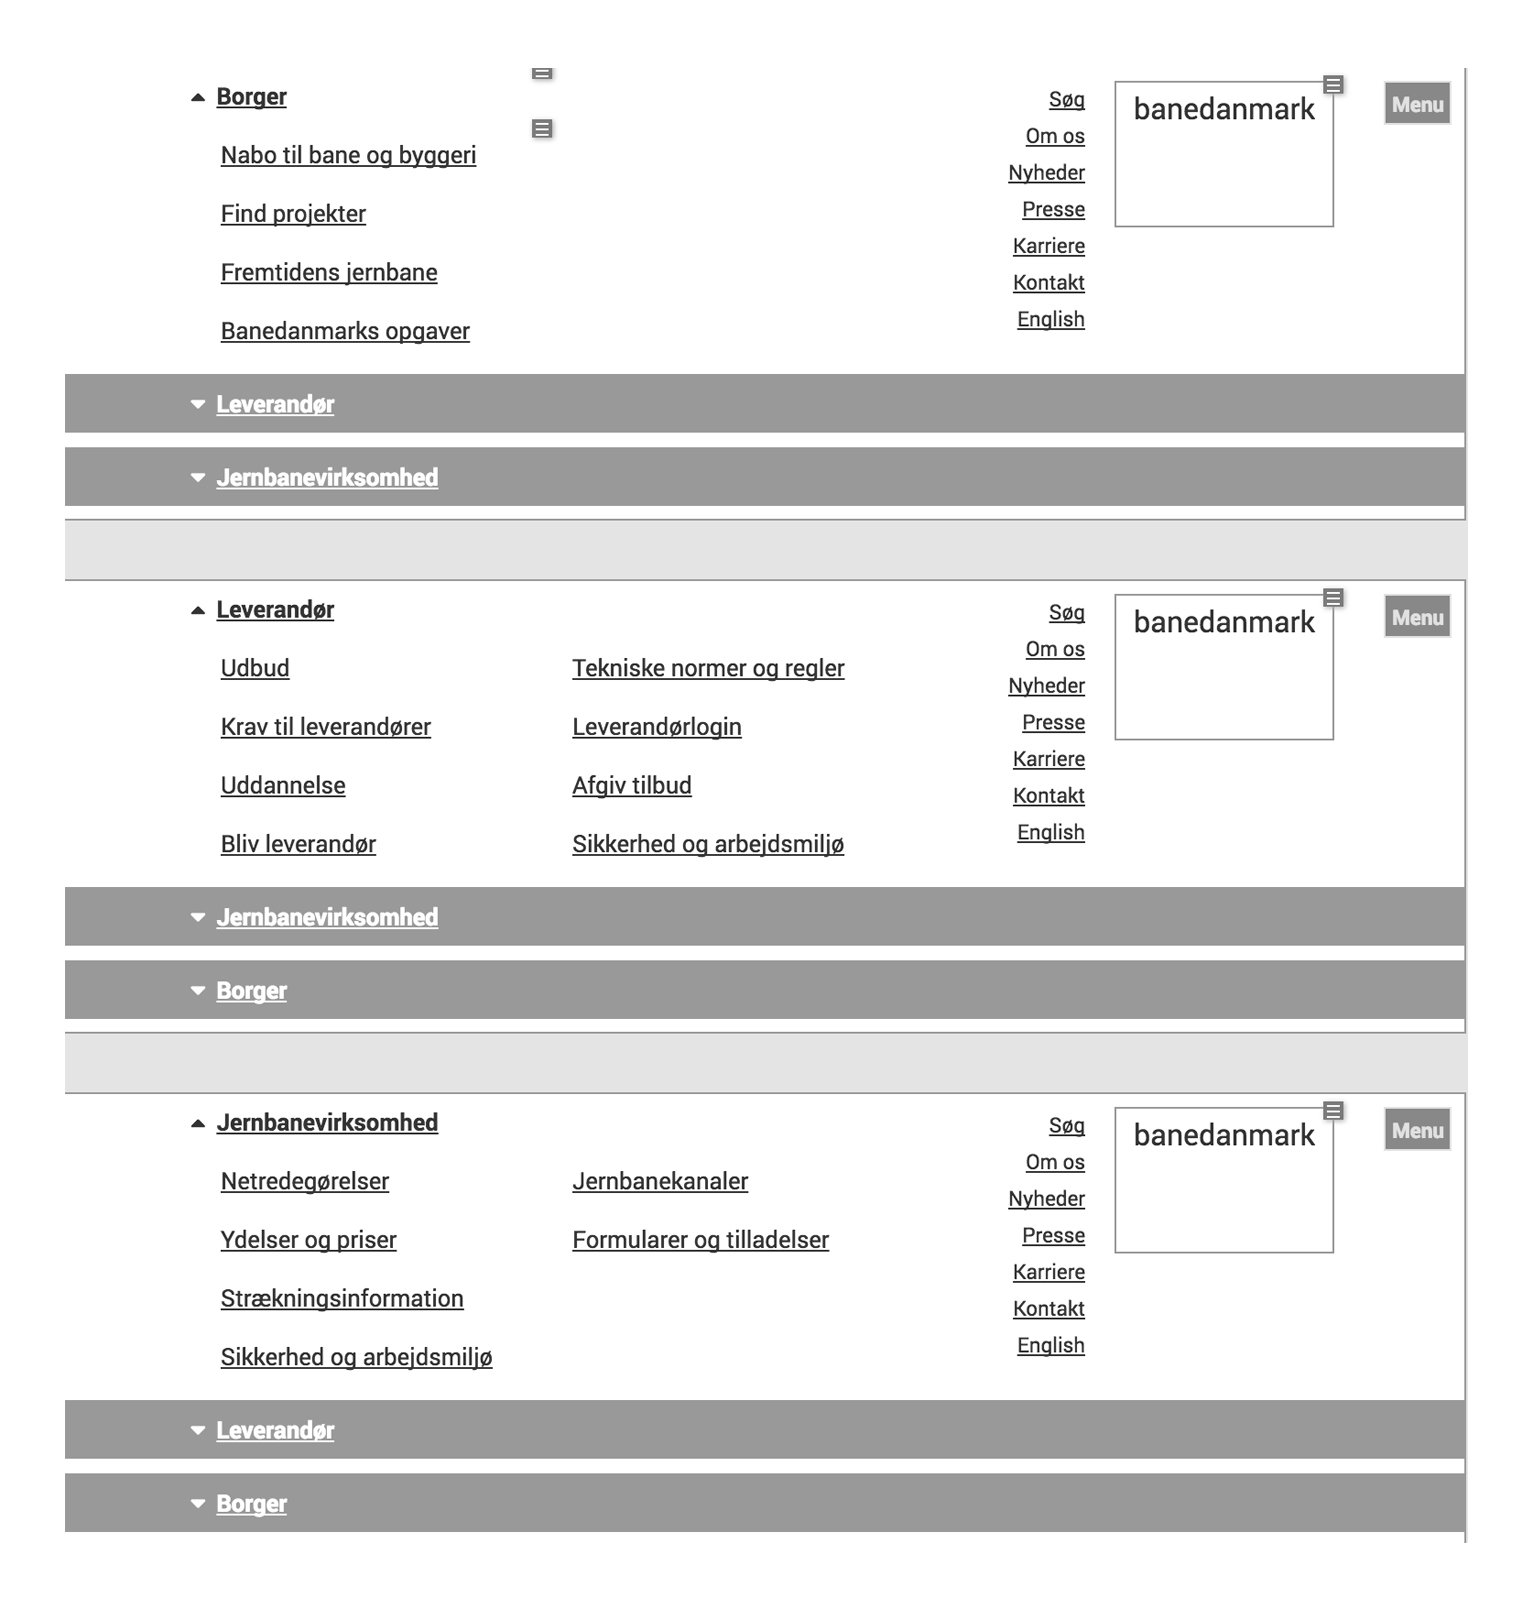 Borger
Nabo til bane og byggeri
Find projekter
Fremtidens jernbane
Banedanmarks opgaver
Søg
Om os
Nyheder
Presse
Karriere
Kontakt
English
banedanmark
Menu
Leverandør
Jernbanevirksomhed
Leverandør
Udbud
Krav til leverandører
Uddannelse
Bliv leverandør
Tekniske normer og regler
Leverandørlogin
Afgiv tilbud
Sikkerhed og arbejdsmiljø
Søg
Om os
Nyheder
Presse
Karriere
Kontakt
English
banedanmark
Menu
Jernbanevirksomhed
Borger
Jernbanevirksomhed
Netredegørelser
Ydelser og priser
Strækningsinformation
Sikkerhed og arbejdsmiljø
Jernbanekanaler
Formularer og tilladelser
Søg
Om os
Nyheder
Presse
Karriere
Kontakt
English
banedanmark
Menu
Leverandør
Borger